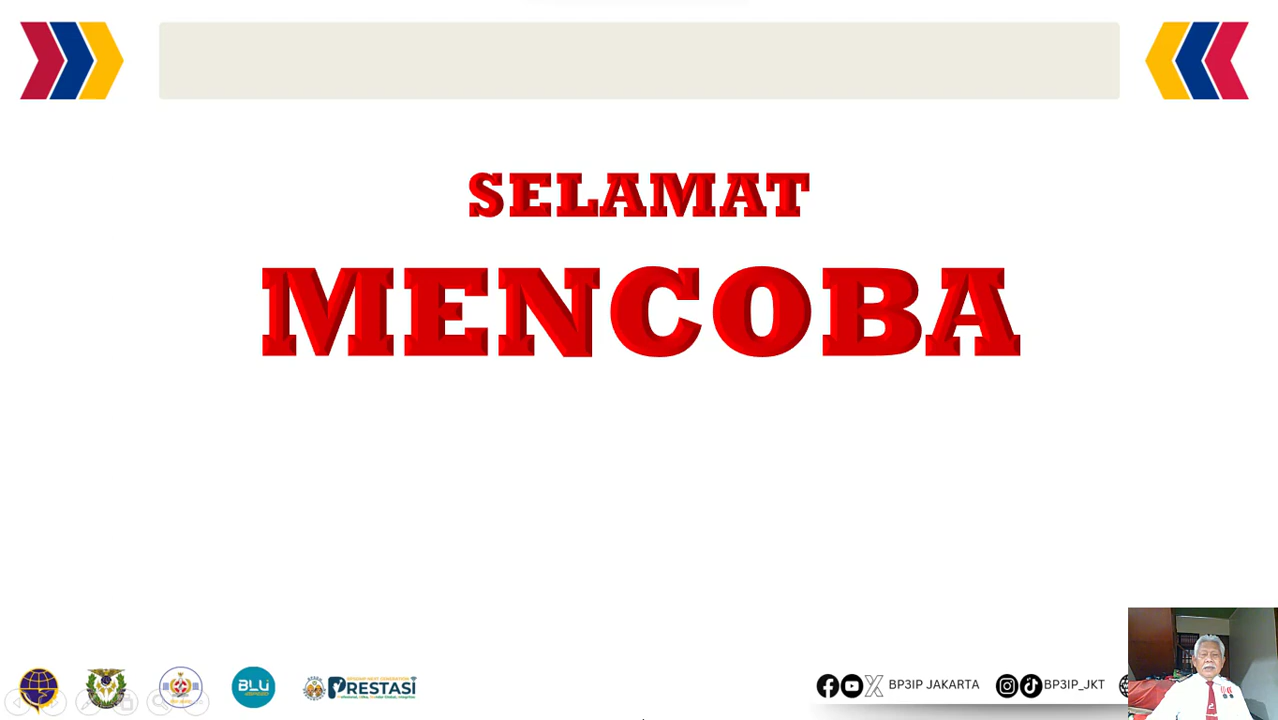 SELAMAT
MENCOBA
BLU
PRESTASI
BP3IP JAKARTA
BP3IP_JKT